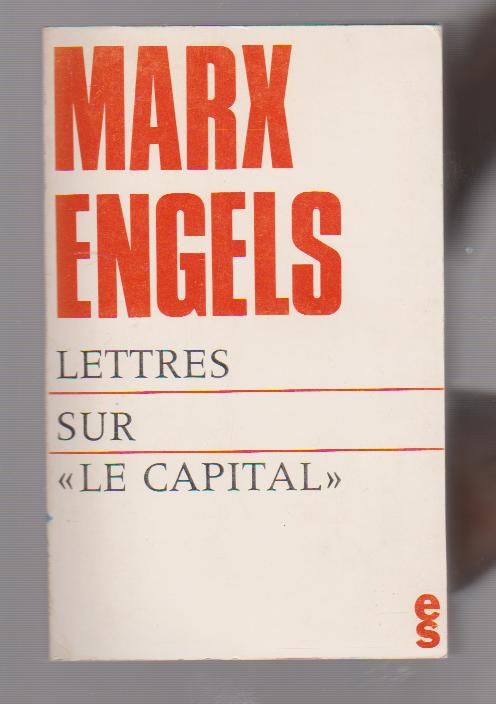 MARX
ENGELS
LETTRES
SUR
«LE CAPITAL»
es